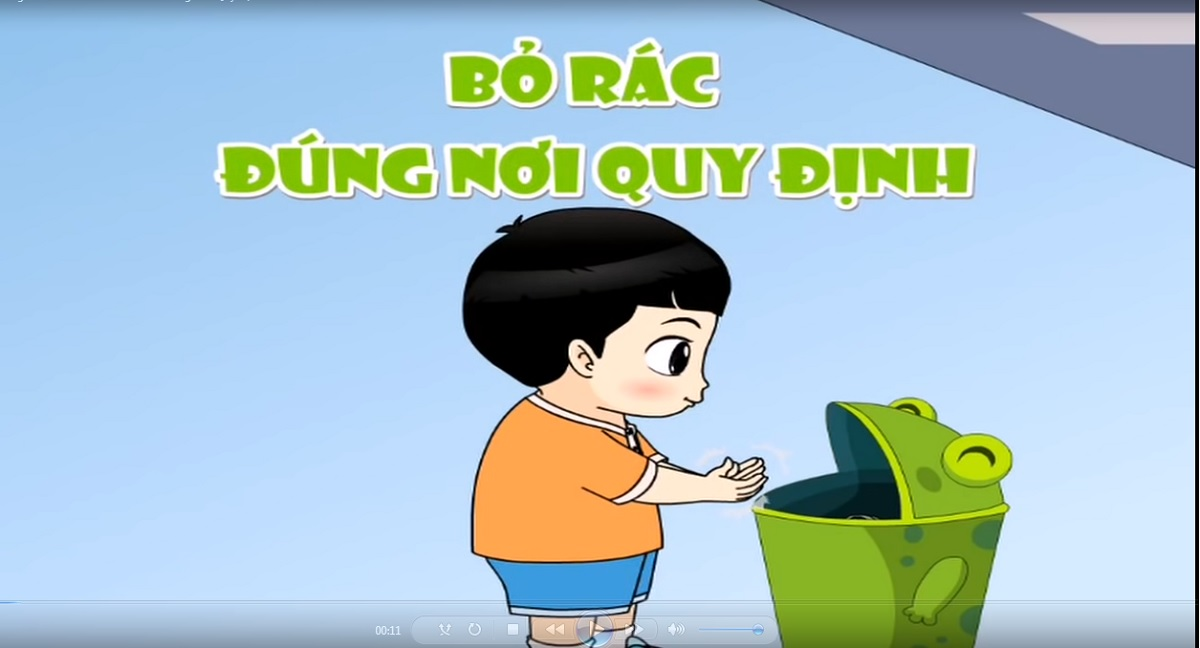 BỎ RÁC
ĐÚNG NƠI QUY ĐỊNH
00:11